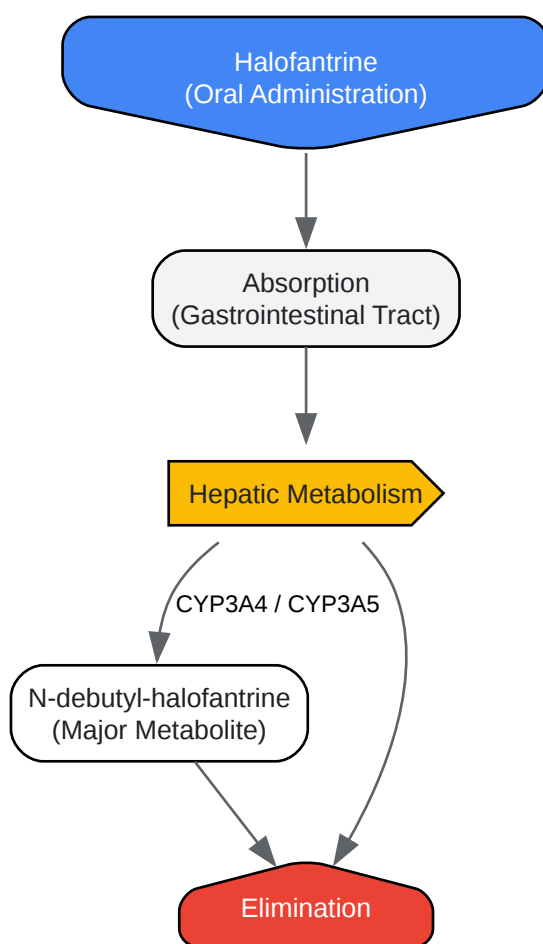 Halofantrine
(Oral Administration)
Absorption
(Gastrointestinal Tract)
Hepatic Metabolism
CYP3A4 / CYP3A5
N-debutyl-halofantrine
(Major Metabolite)
Elimination